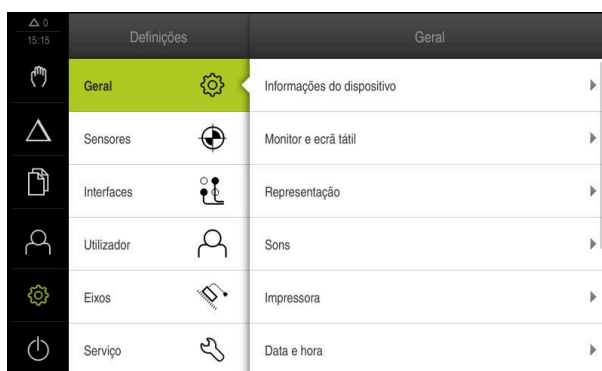 0
15:15
Definições
Geral
Geral
Informações do dispositivo
Sensores
Monitor e ecrã tátil
Interfaces
Representação
Utilizador
Sons
Eixos
Impressora
Serviço
Data e hora